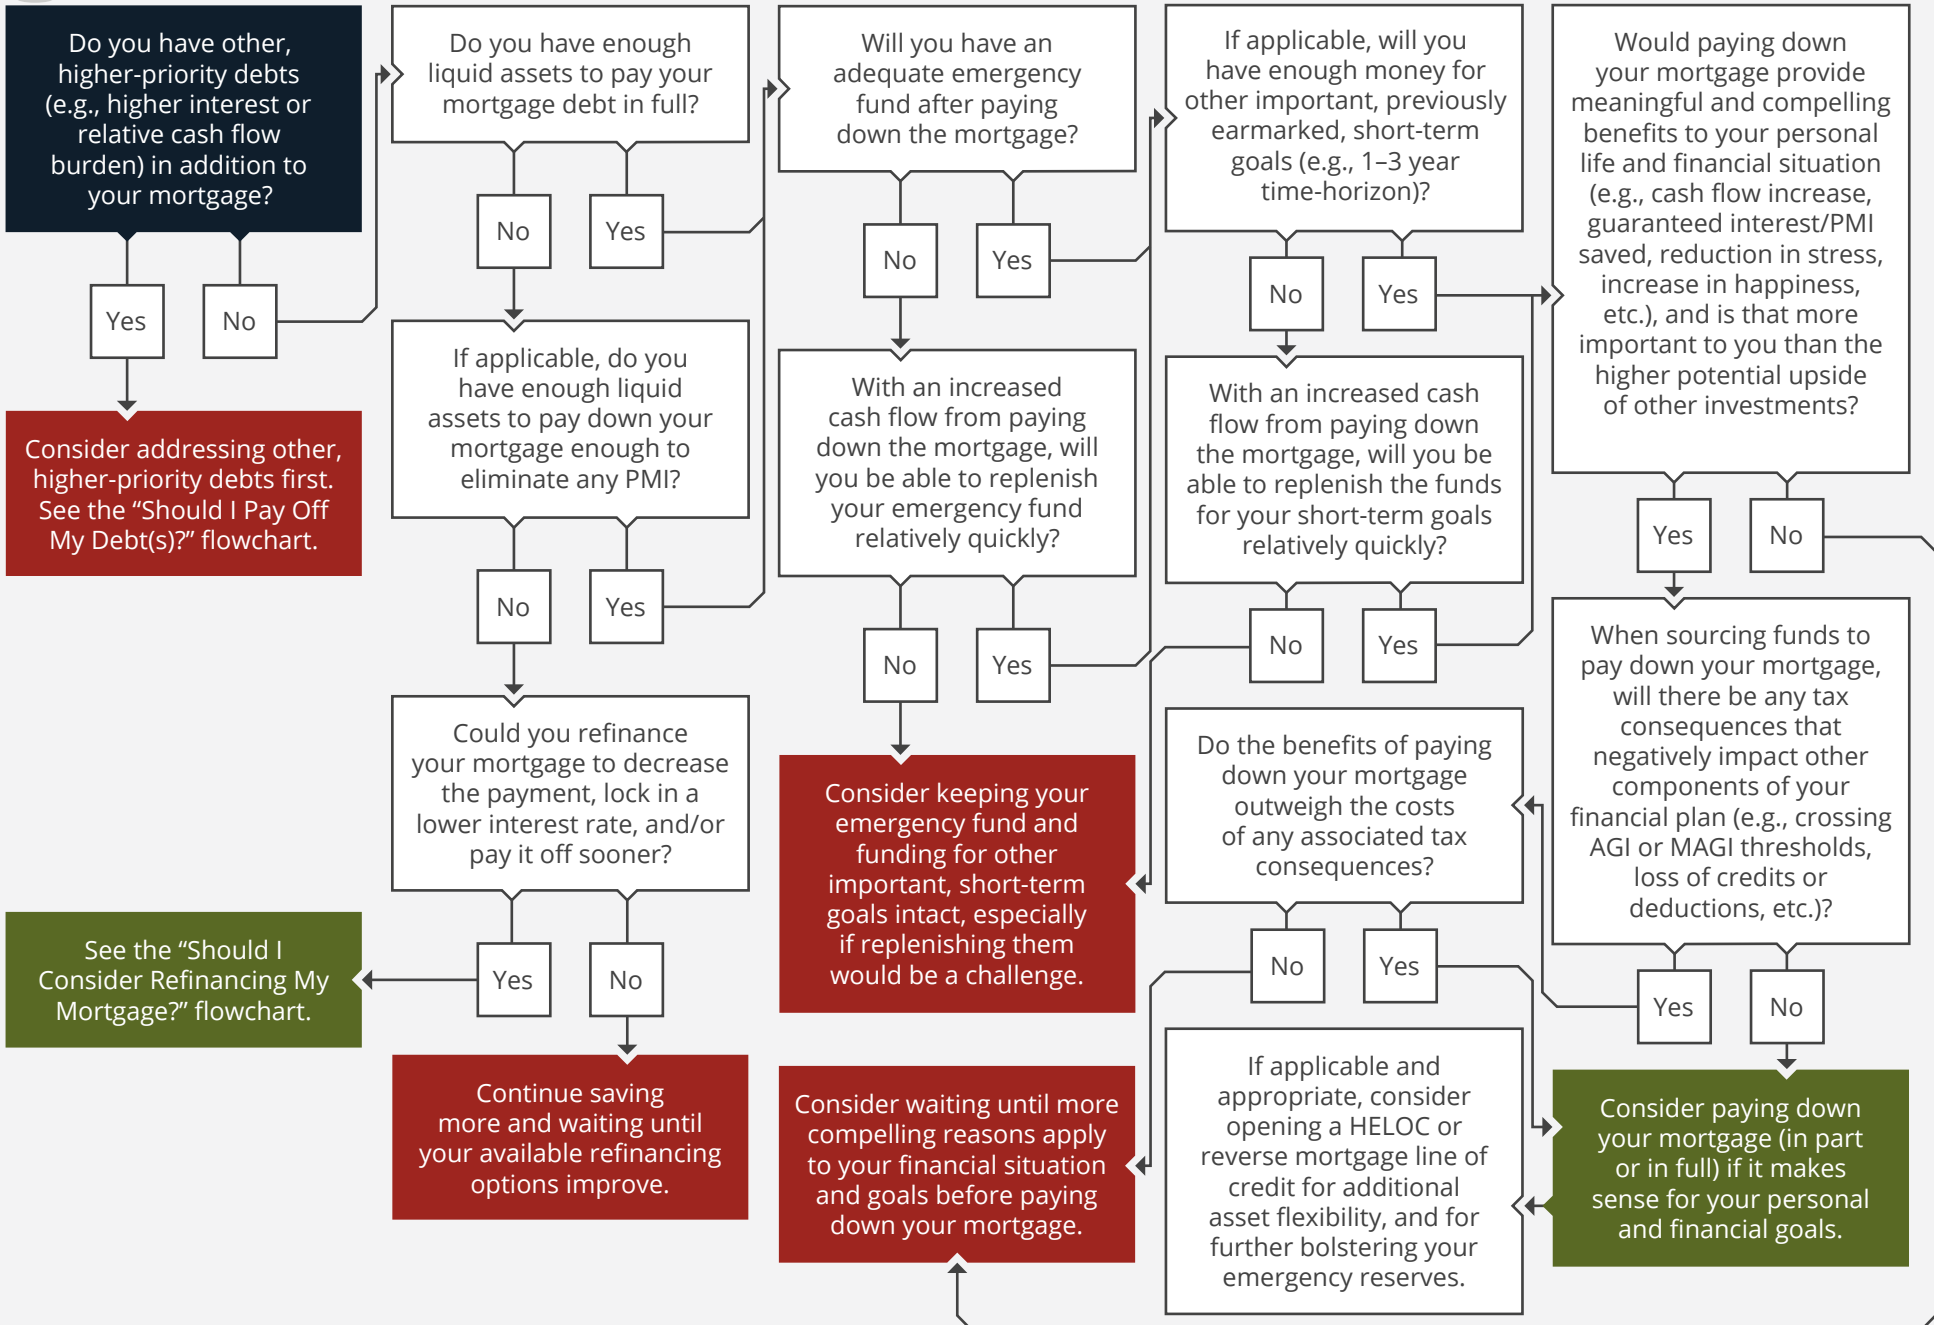 Do you have other,
higher-priority debts
(e.g., higher interest or
relative cash flow
burden) in addition to
your mortgage?
Yes
No
Consider addressing other,
higher-priority debts first.
See the “Should I Pay Off
My Debt(s)?” flowchart.
See the “Should I
Consider Refinancing My
Mortgage?” flowchart.
Do you have enough
liquid assets to pay your
mortgage debt in full?
No
Yes
If applicable, do you
have enough liquid
assets to pay down your
mortgage enough to
eliminate any PMI?
No
Yes
Could you refinance
your mortgage to decrease
the payment, lock in a
lower interest rate, and/or
pay it off sooner?
Yes
No
Continue saving
more and waiting until
your available refinancing
options improve.
Will you have an
adequate emergency
fund after paying
down the mortgage?
No
Yes
With an increased
cash flow from paying
down the mortgage, will
you be able to replenish
your emergency fund
relatively quickly?
No
Yes
Consider keeping your
emergency fund and
funding for other
important, short-term
goals intact, especially
if replenishing them
would be a challenge.
Consider waiting until more
compelling reasons apply
to your financial situation
and goals before paying
down your mortgage.
If applicable, will you
have enough money for
other important, previously
earmarked, short-term
goals (e.g., 1–3 year
time-horizon)?
No
Yes
With an increased cash
flow from paying down
the mortgage, will you be
able to replenish the funds
for your short-term goals
relatively quickly?
No
Yes
Do the benefits of paying
down your mortgage
outweigh the costs
of any associated tax
consequences?
No
Yes
If applicable and
appropriate, consider
opening a HELOC or
reverse mortgage line of
credit for additional
asset flexibility, and for
further bolstering your
emergency reserves.
Would paying down
your mortgage provide
meaningful and compelling
benefits to your personal
life and financial situation
(e.g., cash flow increase,
guaranteed interest/PMI
saved, reduction in stress,
increase in happiness,
etc.), and is that more
important to you than the
higher potential upside
of other investments?
Yes
No
When sourcing funds to
pay down your mortgage,
will there be any tax
consequences that
negatively impact other
components of your
financial plan (e.g., crossing
AGI or MAGI thresholds,
loss of credits or
deductions, etc.)?
Yes
No
Consider paying down
your mortgage (in part
or in full) if it makes
sense for your personal
and financial goals.